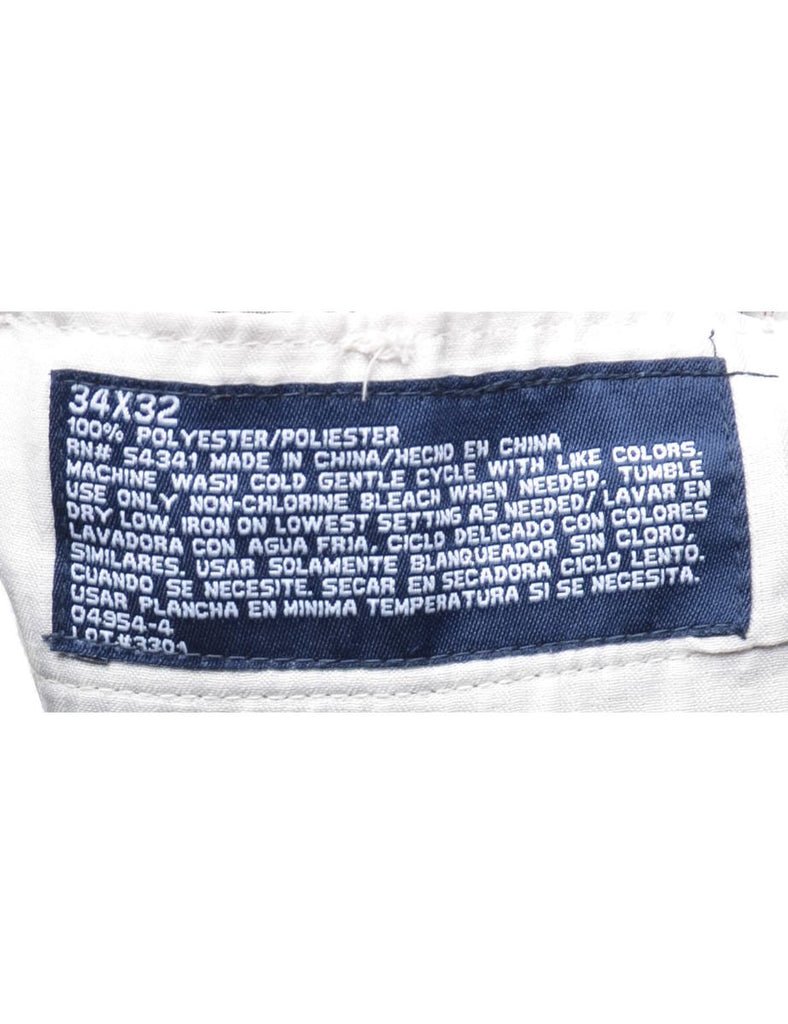 34X32
100% POLYESTER/POLIESTER
RN# 54341 MADE IN CHINA/HECHO EN CHINA
MACHINE WASH COLD GENTLE CYCLE WITH LIKE COLORS.
USE ONLY NON-CHLORINE BLEACH WHEN NEEDED. TUMBLE
DRY LOW. IRON ON LOWEST SETTING AS NEEDED/LAVAR EN
LAVADORA CON AGUA FRIA, CICLO DELICADO CON COLORES
SIMILARES. USAR SOLAMENTE BLANQUEADOR SIN CLORO,
CUANDO SE NECESITE. SECAR EN SECADORA CICLO LENTO.
USAR PLANCHA EN MINIMA TEMPERATURA SI SE NECESITA.
04954-4
LOT#3301